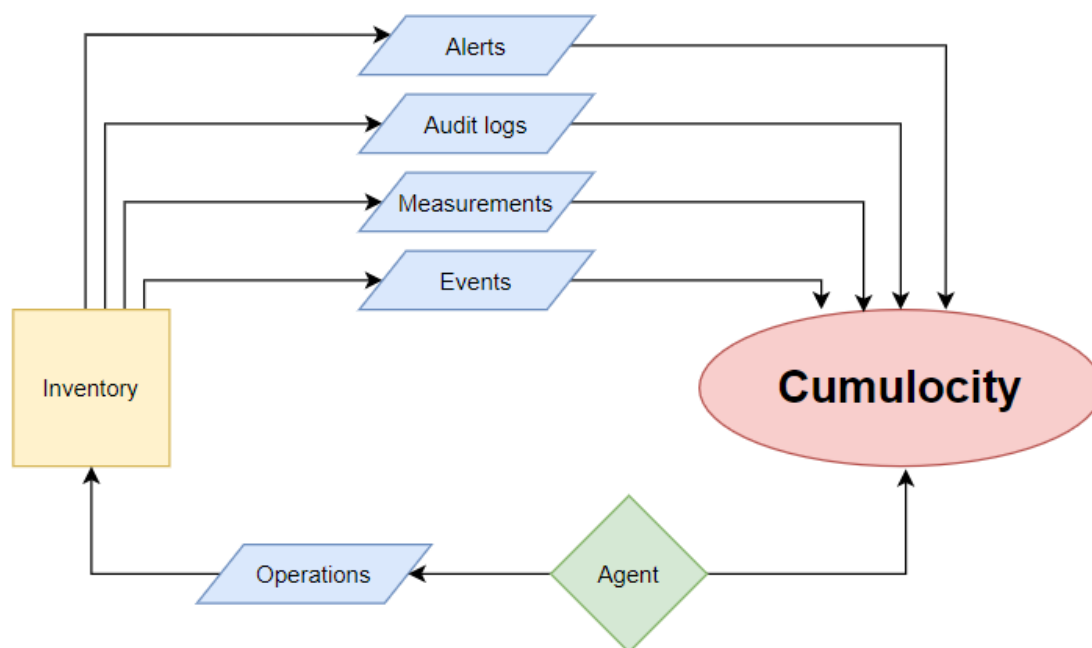 Alerts
Audit logs
Measurements
Events
Inventory
Cumulocity
Operations
Agent